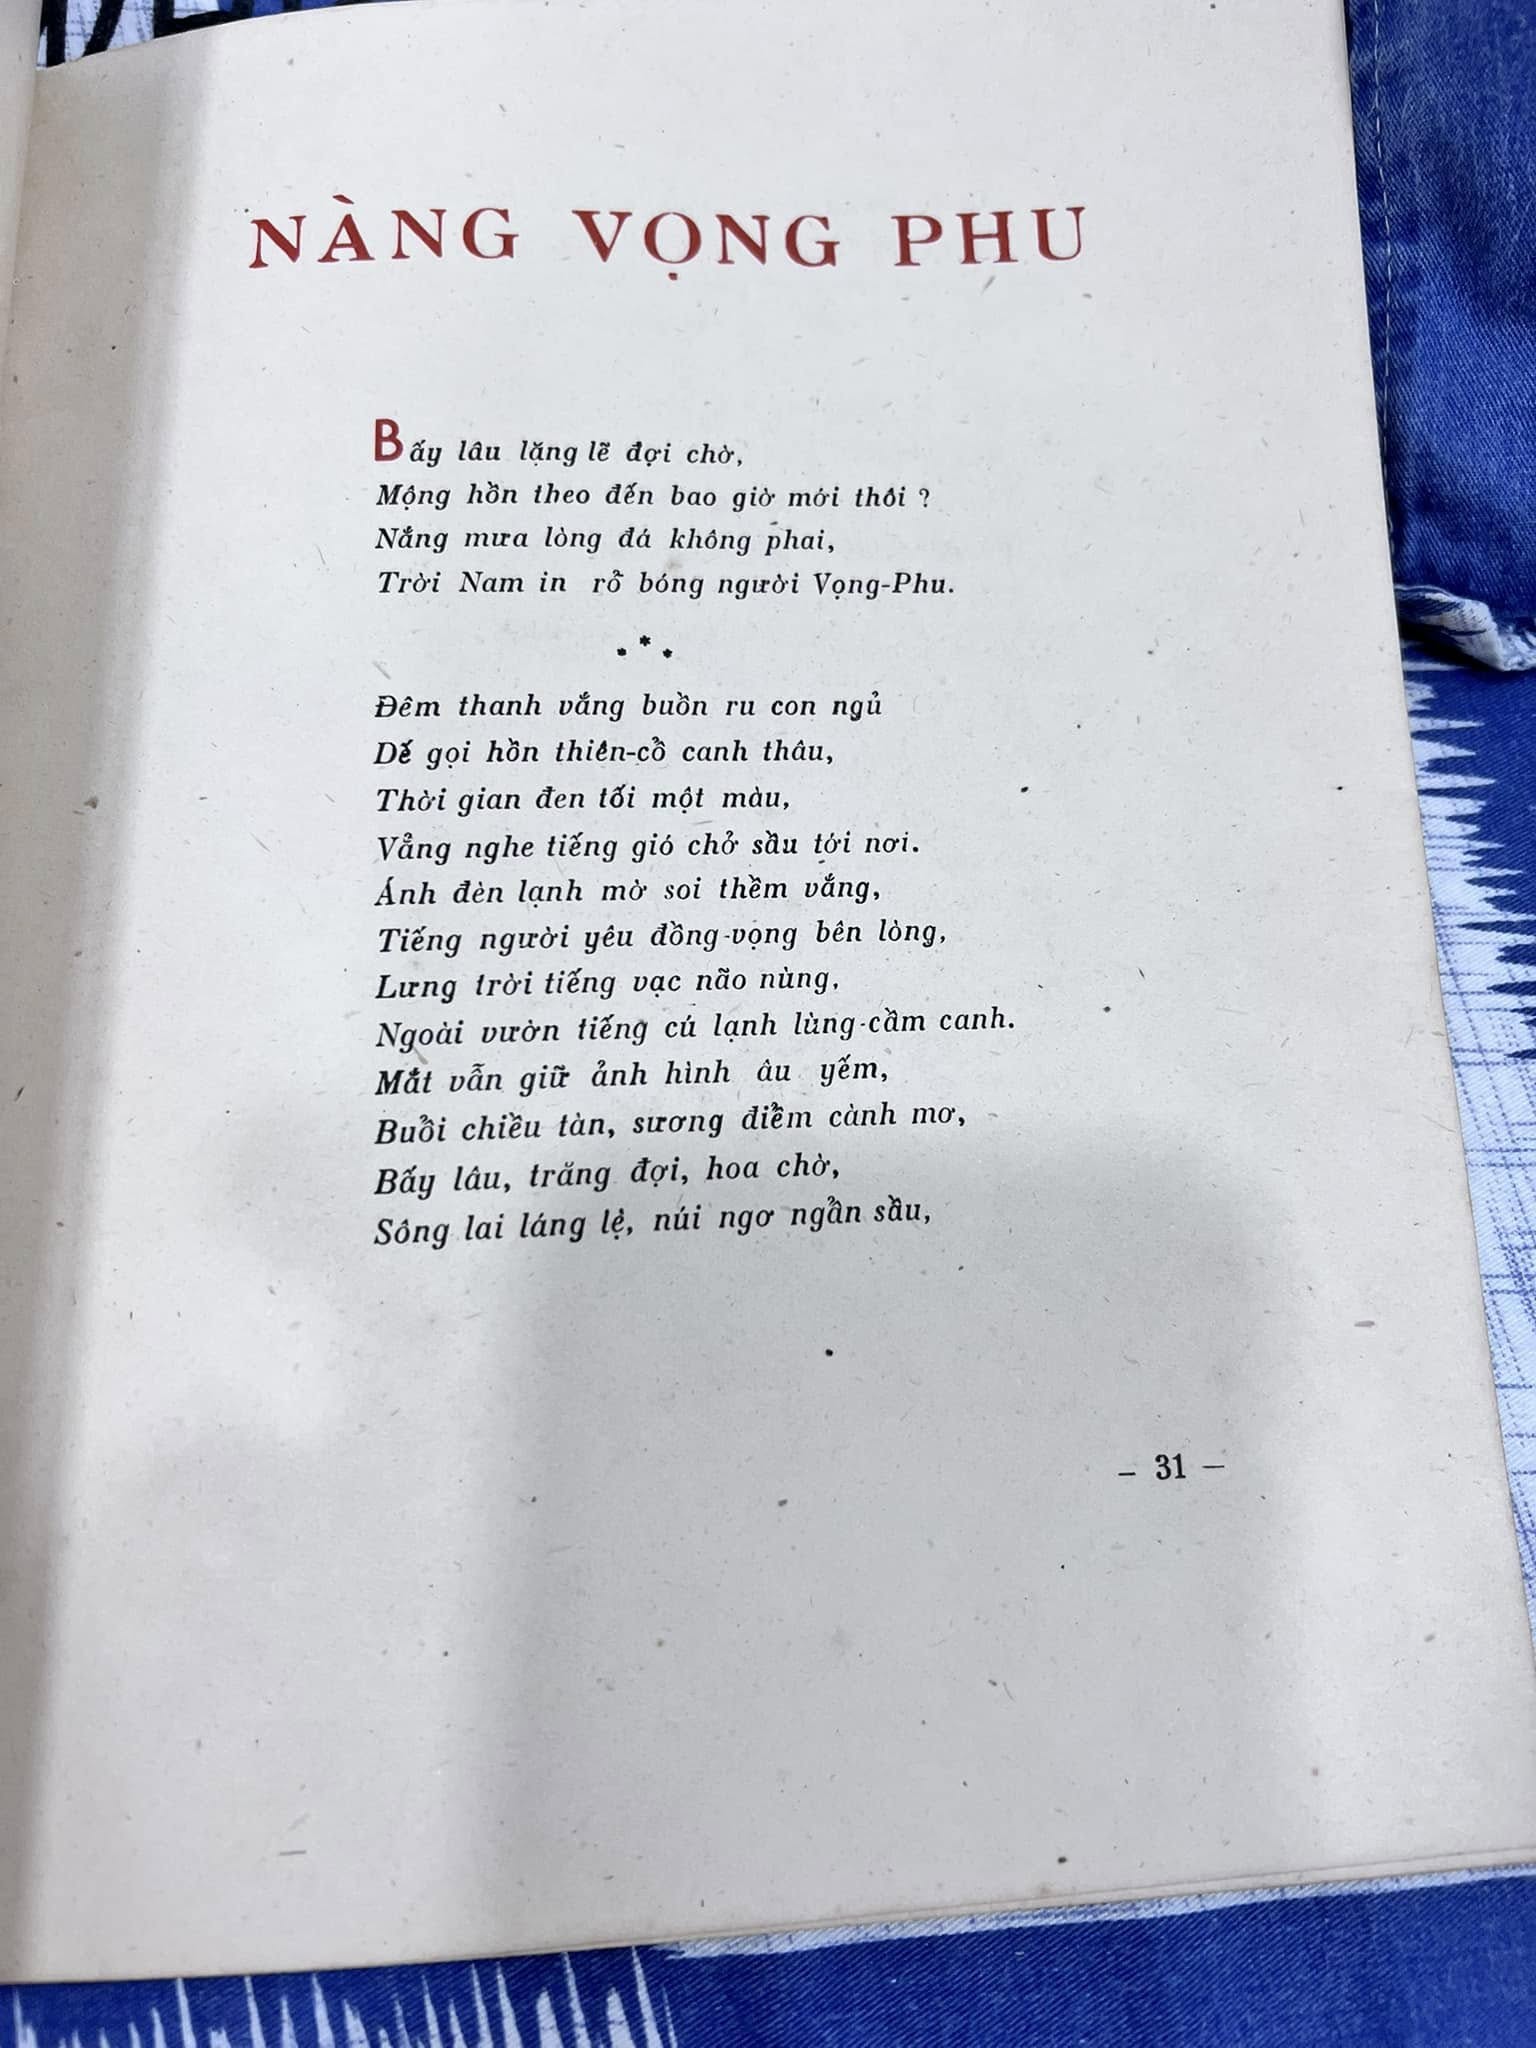 NÀNG VỌNG PHU
Bấy lâu lặng lẽ đợi chờ,
Mộng hồn theo đến bao giờ mới thôi ?
Nắng mưa lòng đá không phai,
Trời Nam in rõ bóng người Vọng-Phu.
***
Đêm thanh vắng buồn ru con ngủ
Dế gọi hồn thiên-cổ canh thâu,
Thời gian đen tối một màu,
Vẳng nghe tiếng gió chở sầu tới nơi.
Ánh đèn lạnh mờ soi thềm vắng,
Tiếng người yêu đồng-vọng bên lòng,
Lưng trời tiếng vạc não nùng,
Ngoài vườn tiếng cú lạnh lùng-cầm canh.
Mắt vẫn giữ ảnh hình âu yếm,
Buổi chiều tàn, sương điểm cành mơ,
Bấy lâu, trăng đợi, hoa chờ,
Sông lai láng lệ, núi ngơ ngẩn sầu,
– 31 –